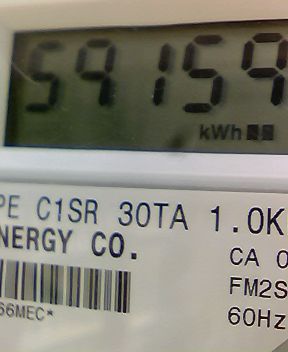 59159
kWh
PE C1SR 30TA 1.0K
NERGY CO.
CA 0
FM2S
66MEC*
60Hz